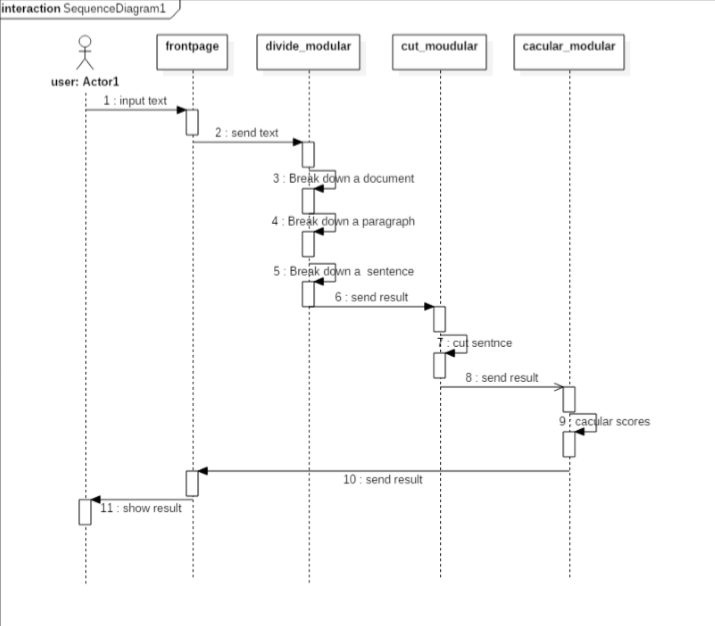 interaction SequenceDiagram1
frontpage
divide_modular
cut_moudular
cacular_modular
user: Actor1
1 : input text
2 : send text
3 : Break down a document
4 : Break down a paragraph
5 : Break down a  sentence
6 : send result
7 : cut sentnce
8 : send result
9 : cacular scores
10 : send result
11 : show result